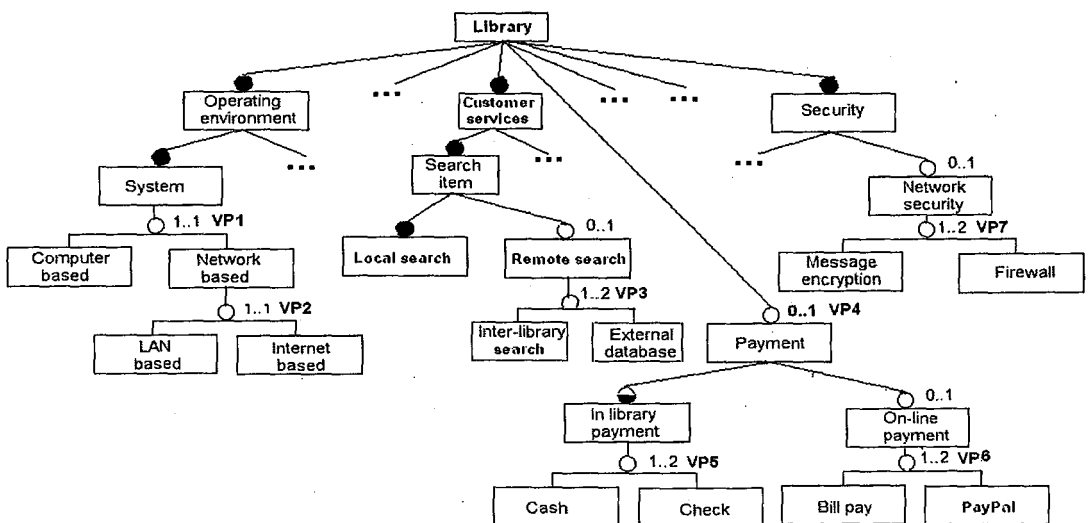 Library
Operating
environment
...
Customer
services
...
...
Security
System
...
Search
item
...
...
0..1
Network
security
1..1 VP1
Computer
based
Network
based
Local search
0..1
Remote search
1..2 VP7
Message
encryption
Firewall
1..1 VP2
LAN
based
Internet
based
1..2 VP3
Inter-library
search
External
database
0..1 VP4
Payment
In library
payment
0..1
On-line
payment
1..2 VP5
Cash
Check
1..2 VP6
Bill pay
PayPal